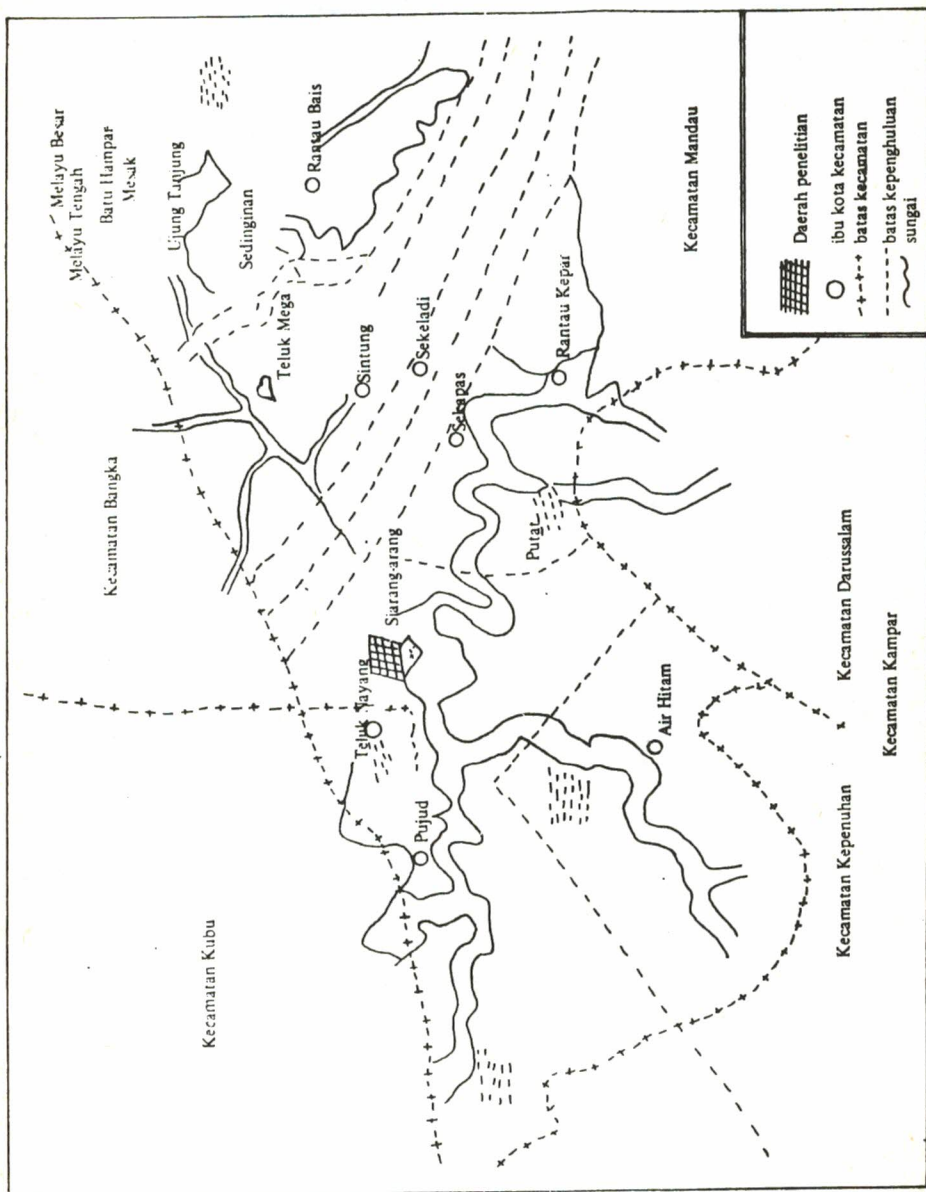 Melayu Besar
Melayu Tengah
Batu Hampar
Mesak
Ujung Tanjung
Sedinginan
Rantau Bais
Kecamatan Bangka
Teluk Mega
Sintung
Sekeladi
Sekapas
Rantau Kepar
Kecamatan Mandau
Siarang-arang
Putat
Teluk Nayang
Pujud
Kecamatan Kubu
Air Hitam
Kecamatan Darussalam
Kecamatan Kampar
Kecamatan Kepenuhan
Daerah penelitian
ibu kota kecamatan
batas kecamatan
batas kepenghuluan
sungai